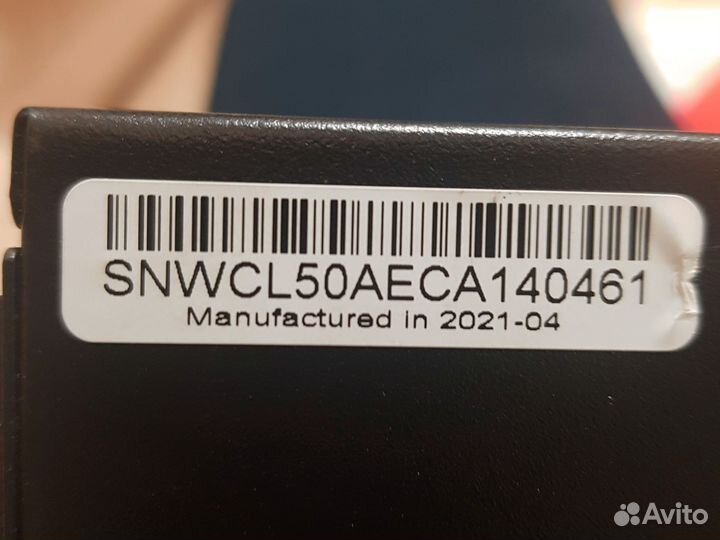 SNWCL50AECA140461
Manufactured in 2021-04
Avito